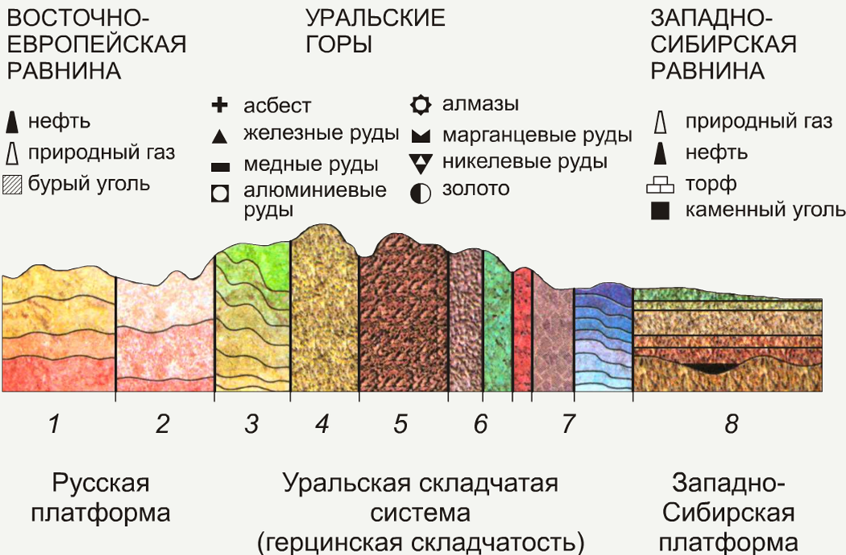 ВОСТОЧНО-
ЕВРОПЕЙСКАЯ
РАВНИНА
нефть
природный газ
бурый уголь
УРАЛЬСКИЕ
ГОРЫ
асбест
железные руды
медные руды
алюминиевые
руды
алмазы
марганцевые руды
никелевые руды
золото
ЗАПАДНО-
СИБИРСКАЯ
РАВНИНА
природный газ
нефть
торф
каменный уголь
1 2 3 4 5 6 7 8
Русская
платформа
Уральская складчатая
система
(герцинская складчатость)
Западно-
Сибирская
платформа